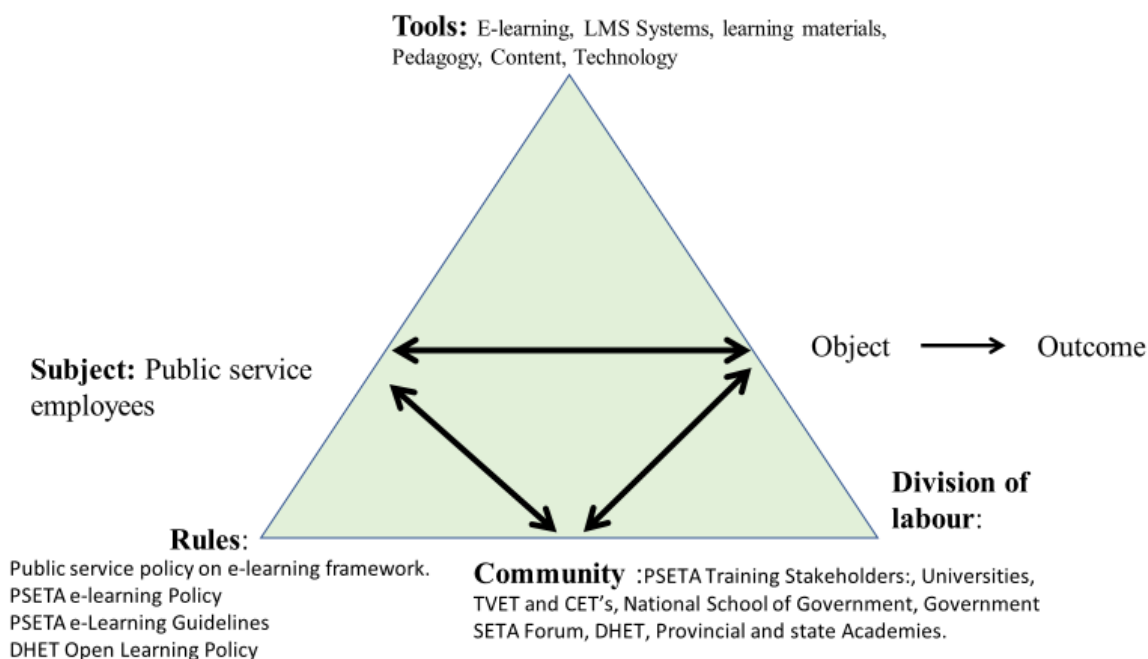 Tools: E-learning, LMS Systems, learning materials,
Pedagogy, Content, Technology
Subject: Public service
employees
Object
Outcome
Division of
labour:
Rules:
Public service policy on e-learning framework.
PSETA e-learning Policy
PSETA e-Learning Guidelines
DHET Open Learning Policy
Community :PSETA Training Stakeholders:, Universities,
TVET and CET’s, National School of Government, Government
SETA Forum, DHET, Provincial and state Academies.